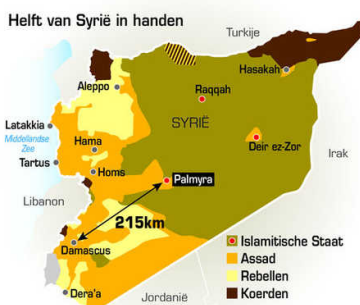 Helft van Syrië in handen
Turkije
Hasakah
Aleppo
Raqqah
SYRIË
Latakkia
Middellandse
Zee
Hama
Deir ez-Zor
Tartus
Homs
Irak
Palmyra
Libanon
215km
Damascus
Islamitische Staat
Assad
Rebellen
Koerden
Dera'a
Jordanië